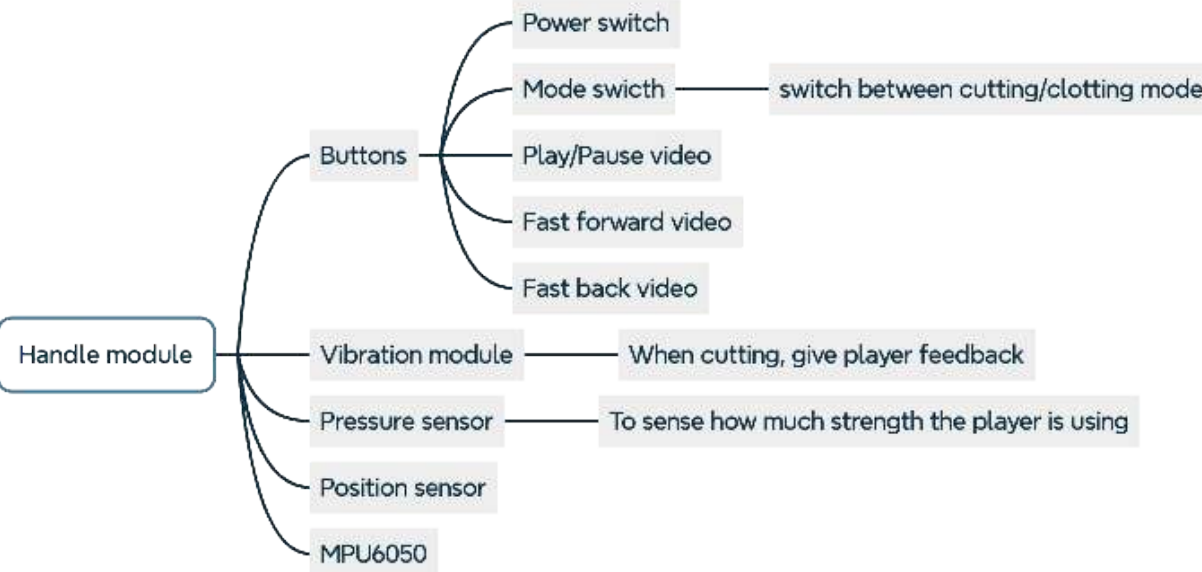 Power switch
Mode swicth
switch between cutting/clotting mode
Buttons
Play/Pause video
Fast forward video
Fast back video
Handle module
Vibration module
When cutting, give player feedback
Pressure sensor
To sense how much strength the player is using
Position sensor
MPU6050